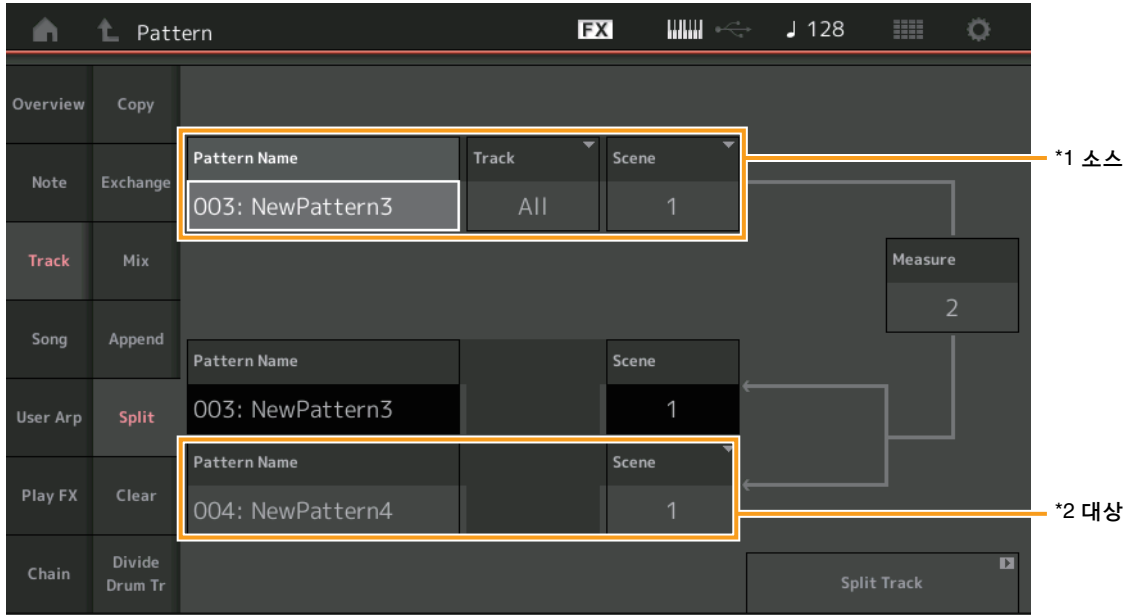 Pattern FX 128
Overview Copy
Pattern Name Track Scene
*1 소스
Note Exchange
003: NewPattern3 All 1
Track Mix
Measure
2
Song Append
Pattern Name Scene
003: NewPattern3 1
User Arp Split
Pattern Name Scene
Play FX Clear
004: NewPattern4 1
*2 대상
Chain Divide
Drum Tr
Split Track